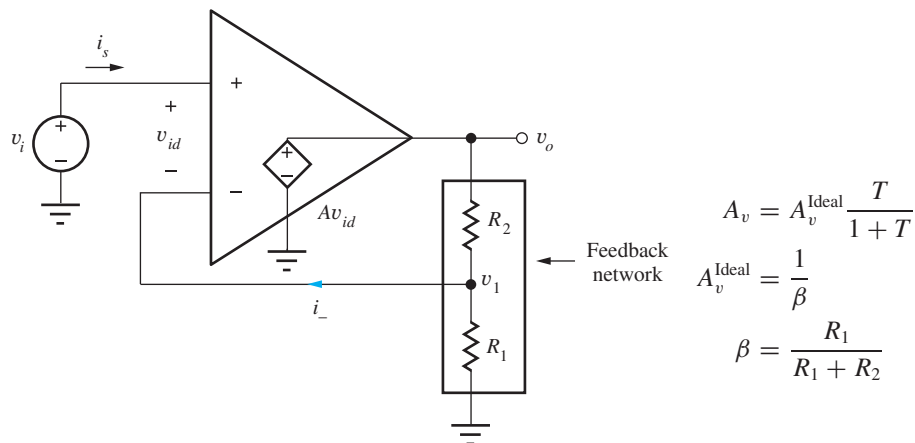 i_s
+
+
+
v_i
v_id
+
v_o
−
−
−
−
Av_id
R_2
Feedback
network
v_1
i_−
R_1
A_v = A_v^Ideal T / (1 + T)
A_v^Ideal = 1 / β
β = R_1 / (R_1 + R_2)